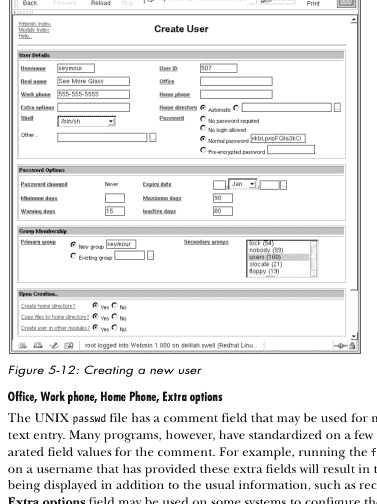 Back Forward Reload Stop Print
Webmin Index
Module Index
Help..
Create User
User Details
Username seymour User ID 507
Real name See More Glass Office
Work phone 555-555-5555 Home phone
Extra options Home directory Automatic ...
Shell /bin/sh Password No password required
No login allowed
Other .. ... Normal password
Pre-encrypted password
Password Options
Password changed Never Expiry date / Jan / ...
Minimum days Maximum days 90
Warning days 15 Inactive days 60
Group Membership
Primary group New group seymour Secondary groups lock (54)
Existing group ... nobody (99)
users (100)
slocate (21)
floppy (19)
Upon Creation..
Create home directory? Yes No
Copy files to home directory? Yes No
Create user in other modules? Yes No
root logged into Webmin 1.000 on delilah.swell (Redhat Linu...
Figure 5-12: Creating a new user
Office, Work phone, Home Phone, Extra options
The UNIX passwd file has a comment field that may be used for
text entry. Many programs, however, have standardized on a few
arated field values for the comment. For example, running the f
on a username that has provided these extra fields will result in t
being displayed in addition to the usual information, such as rec
Extra options field may be used on some systems to configure th